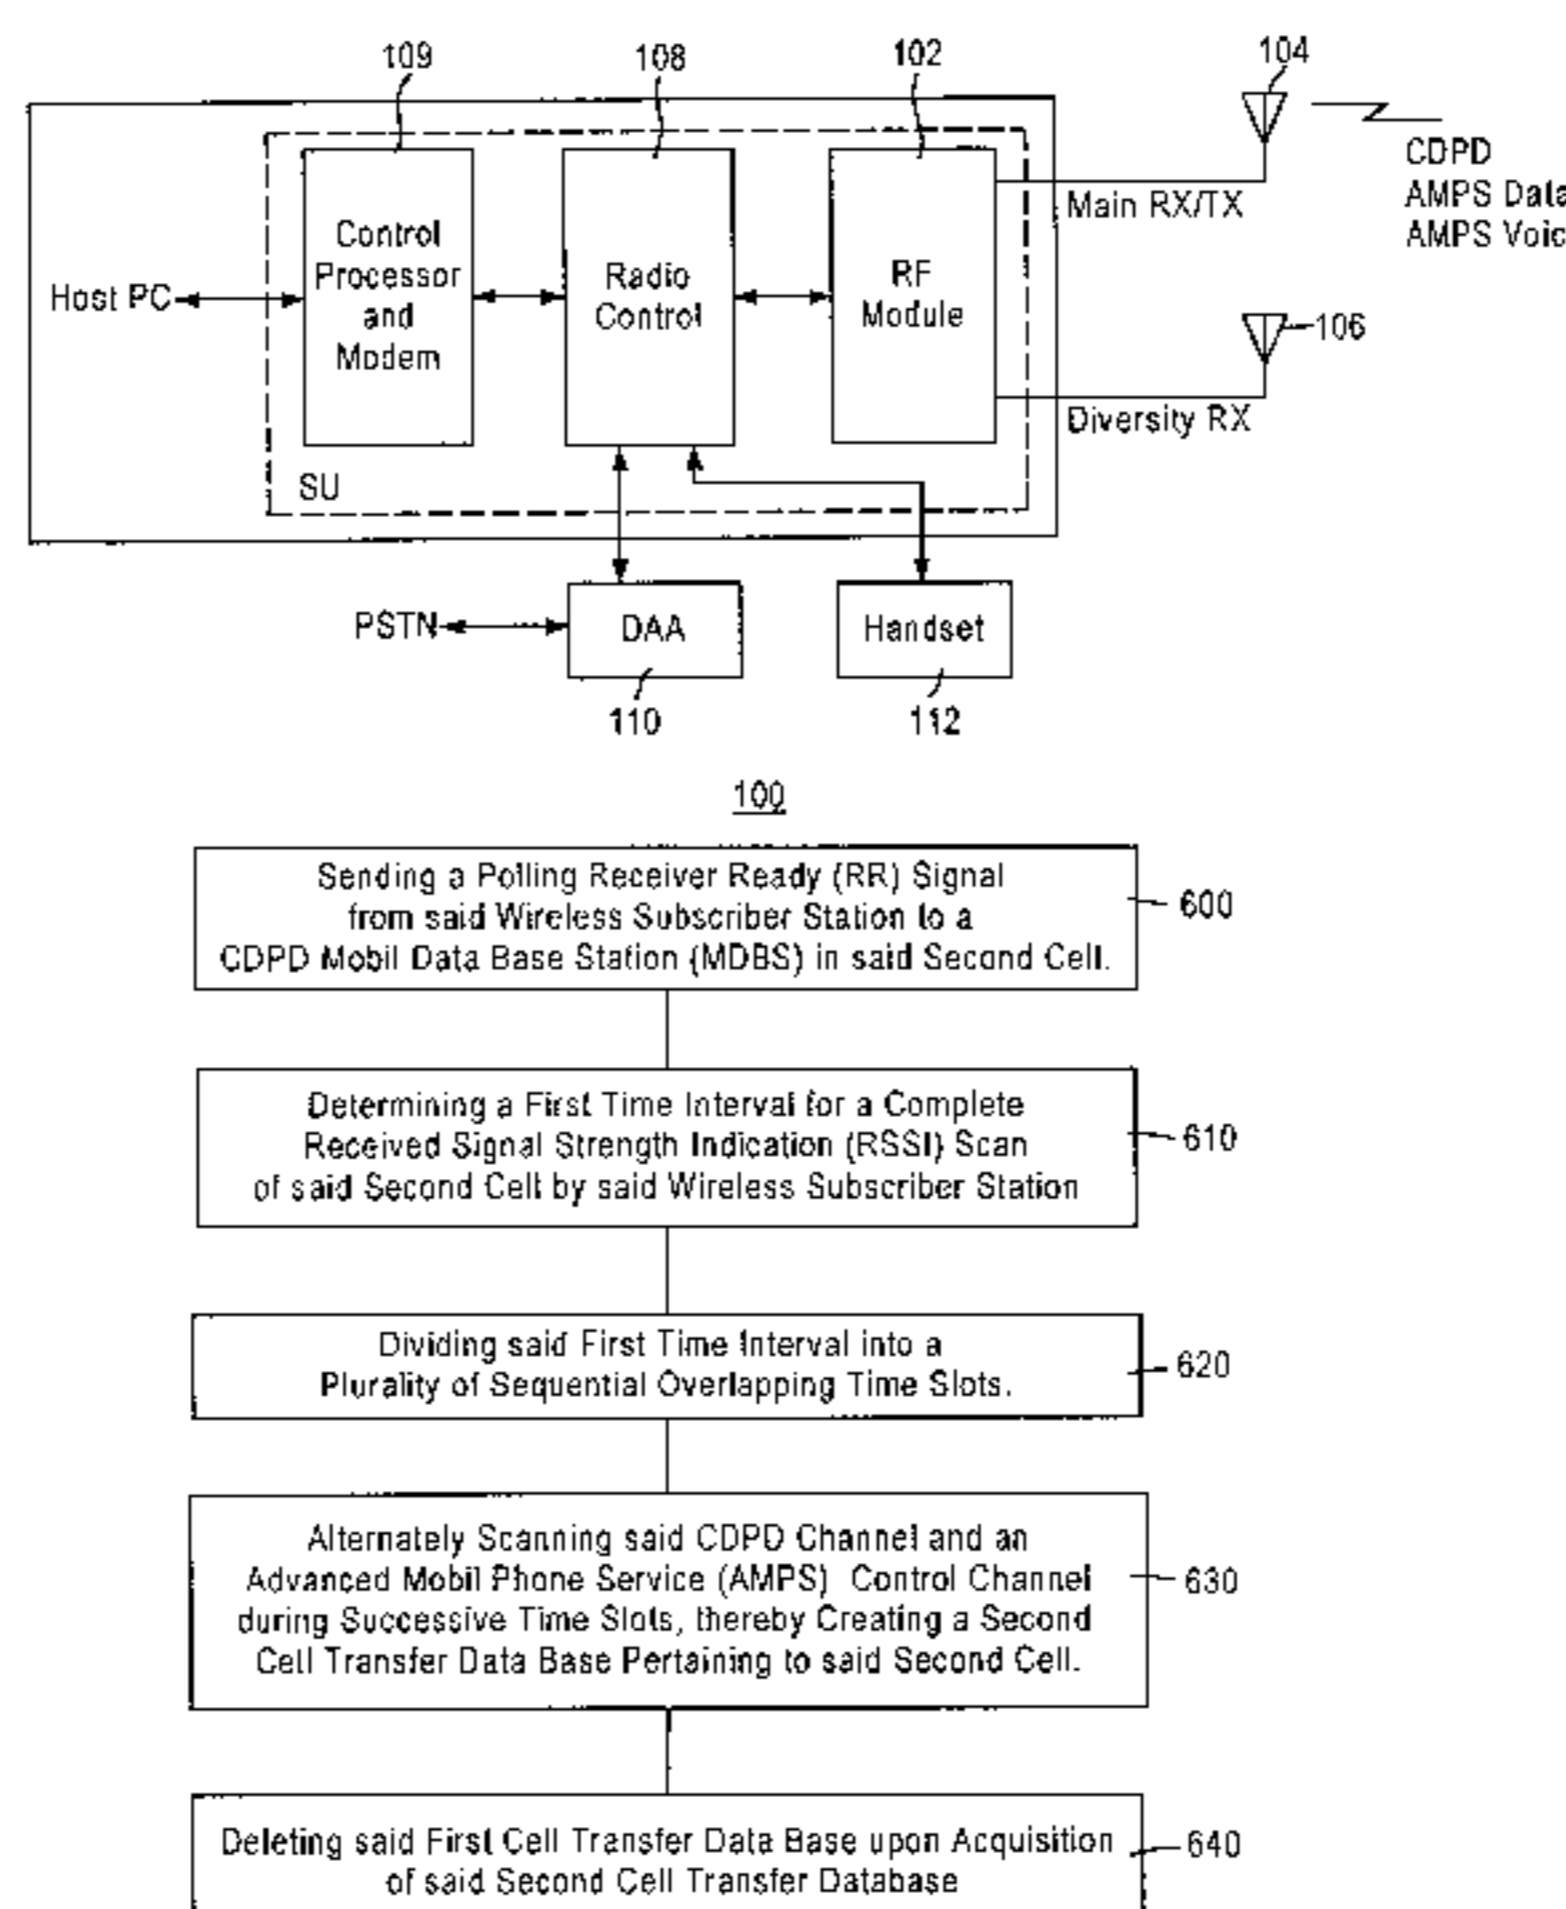 109
108
102
104
CDPD
AMPS Data
AMPS Voic
Main RX/TX
Control
Processor
and
Modem
Radio
Control
RF
Module
Host PC
106
Diversity RX
SU
PSTN
DAA
Handset
110
112
100
Sending a Polling Receiver Ready (RR) Signal
from said Wireless Subscriber Station to a
CDPD Mobil Data Base Station (MDBS) in said Second Cell.
600
Determining a First Time Interval for a Complete
Received Signal Strength Indication (RSSI) Scan
of said Second Cell by said Wireless Subscriber Station
610
Dividing said First Time Interval into a
Plurality of Sequential Overlapping Time Slots.
620
Alternately Scanning said CDPD Channel and an
Advanced Mobil Phone Service (AMPS) Control Channel
during Successive Time Slots, thereby Creating a Second
Cell Transfer Data Base Pertaining to said Second Cell.
630
Deleting said First Cell Transfer Data Base upon Acquisition
of said Second Cell Transfer Database
640